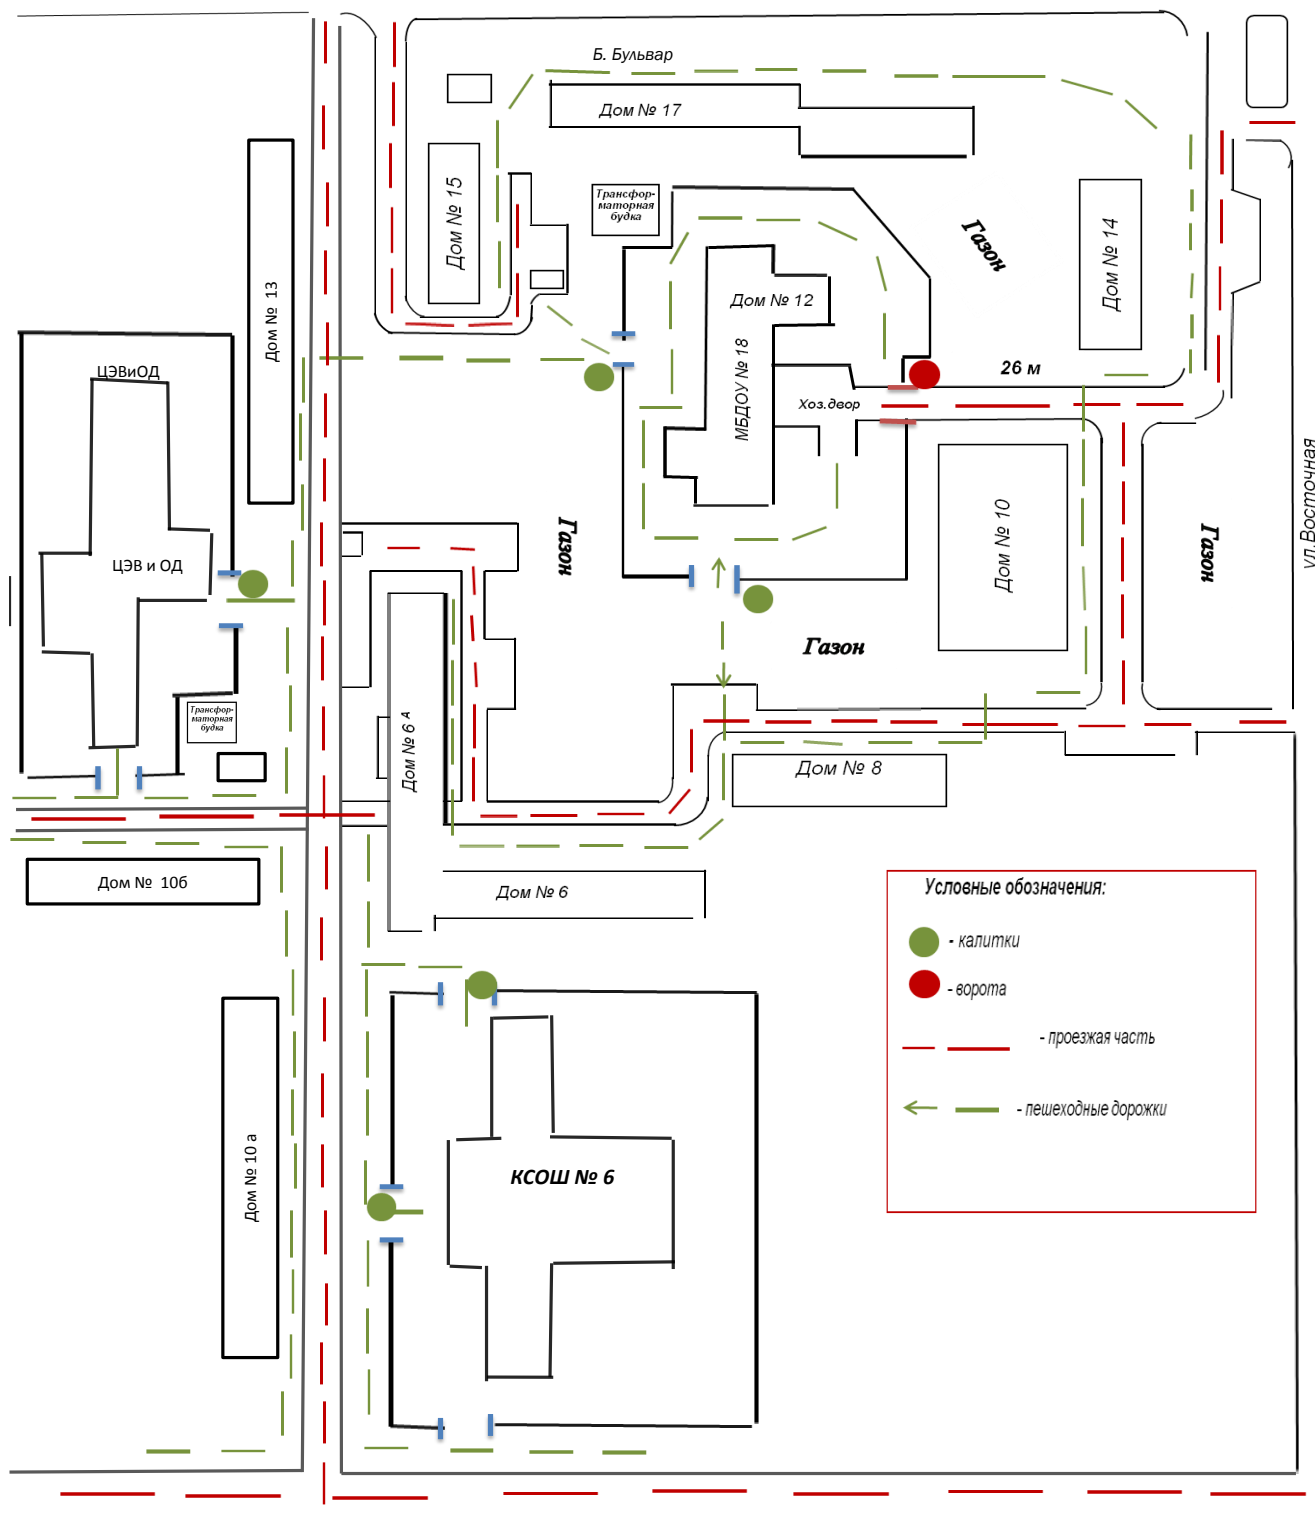 Б. Бульвар
Дом № 17
Дом № 15
Трансфор-
маторная
будка
Газон
Дом № 14
Дом № 13
Дом № 12
МБДОУ № 18
26 м
Хоз.двор
ЦЭВиОД
ЦЭВ и ОД
ул.Восточная
Газон
Дом № 10
Газон
Газон
Трансфор-
маторная
будка
Дом № 6 А
Дом № 8
Дом № 10б
Дом № 6
Условные обозначения:
- калитки
- ворота
- проезжая часть
- пешеходные дорожки
Дом № 10 а
КСОШ № 6